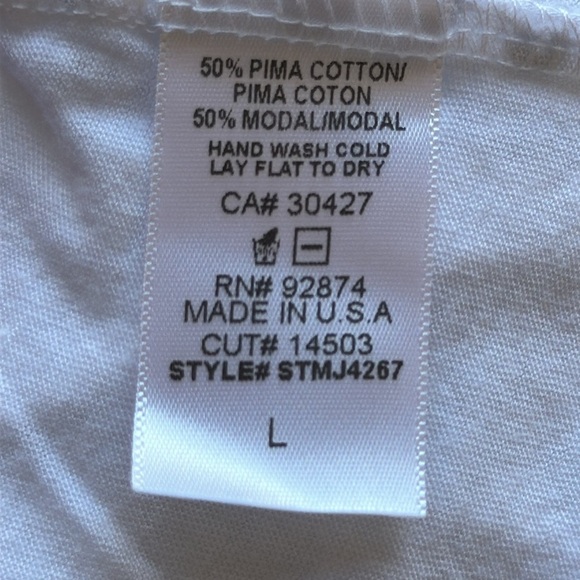 50% PIMA COTTON/
PIMA COTON
50% MODAL/MODAL
HAND WASH COLD
LAY FLAT TO DRY
CA# 30427
RN# 92874
MADE IN U.S.A
CUT# 14503
STYLE# STMJ4267
L